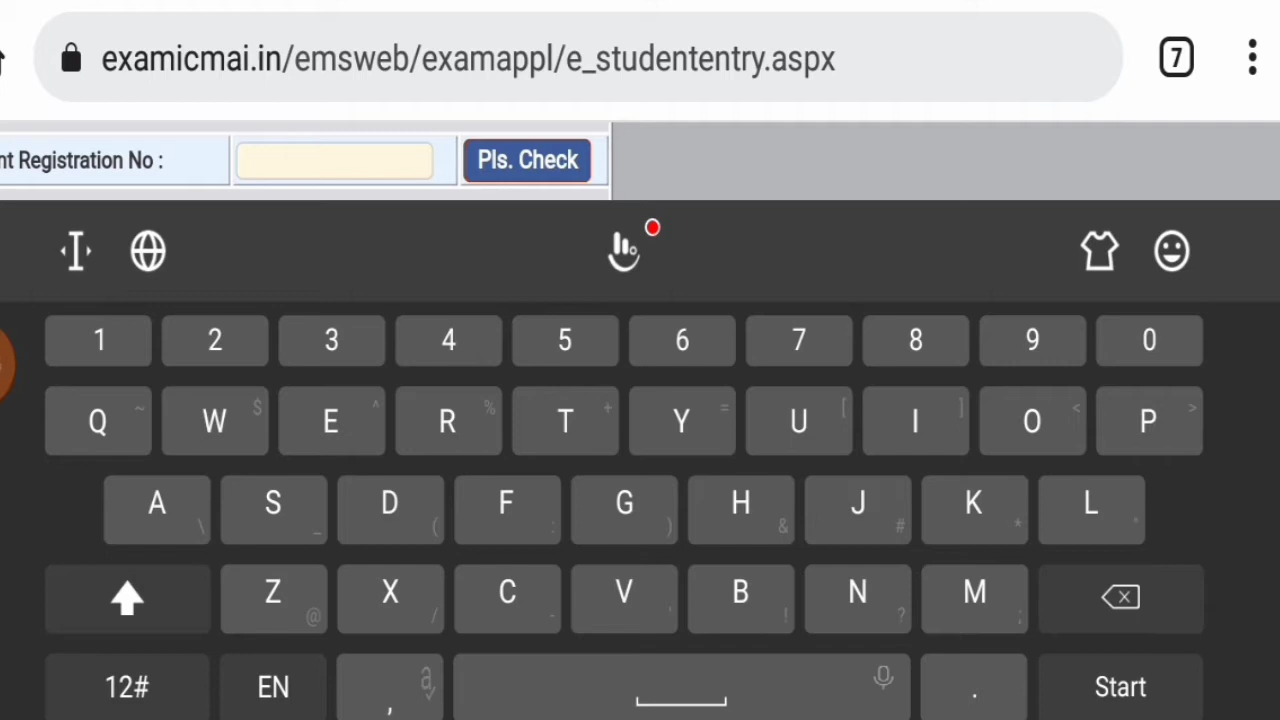 examicmai.in/emsweb/examappl/e_studententry.aspx 7
nt Registration No : Pls. Check
1 2 3 4 5 6 7 8 9 0
Q ~ W $ E ^ R % T + Y = U [ I ] O < P >
A \ S _ D ( F : G ) H & J # K * L
Z @ X / C - V ' B ! N ? M ;
12# EN , . Start